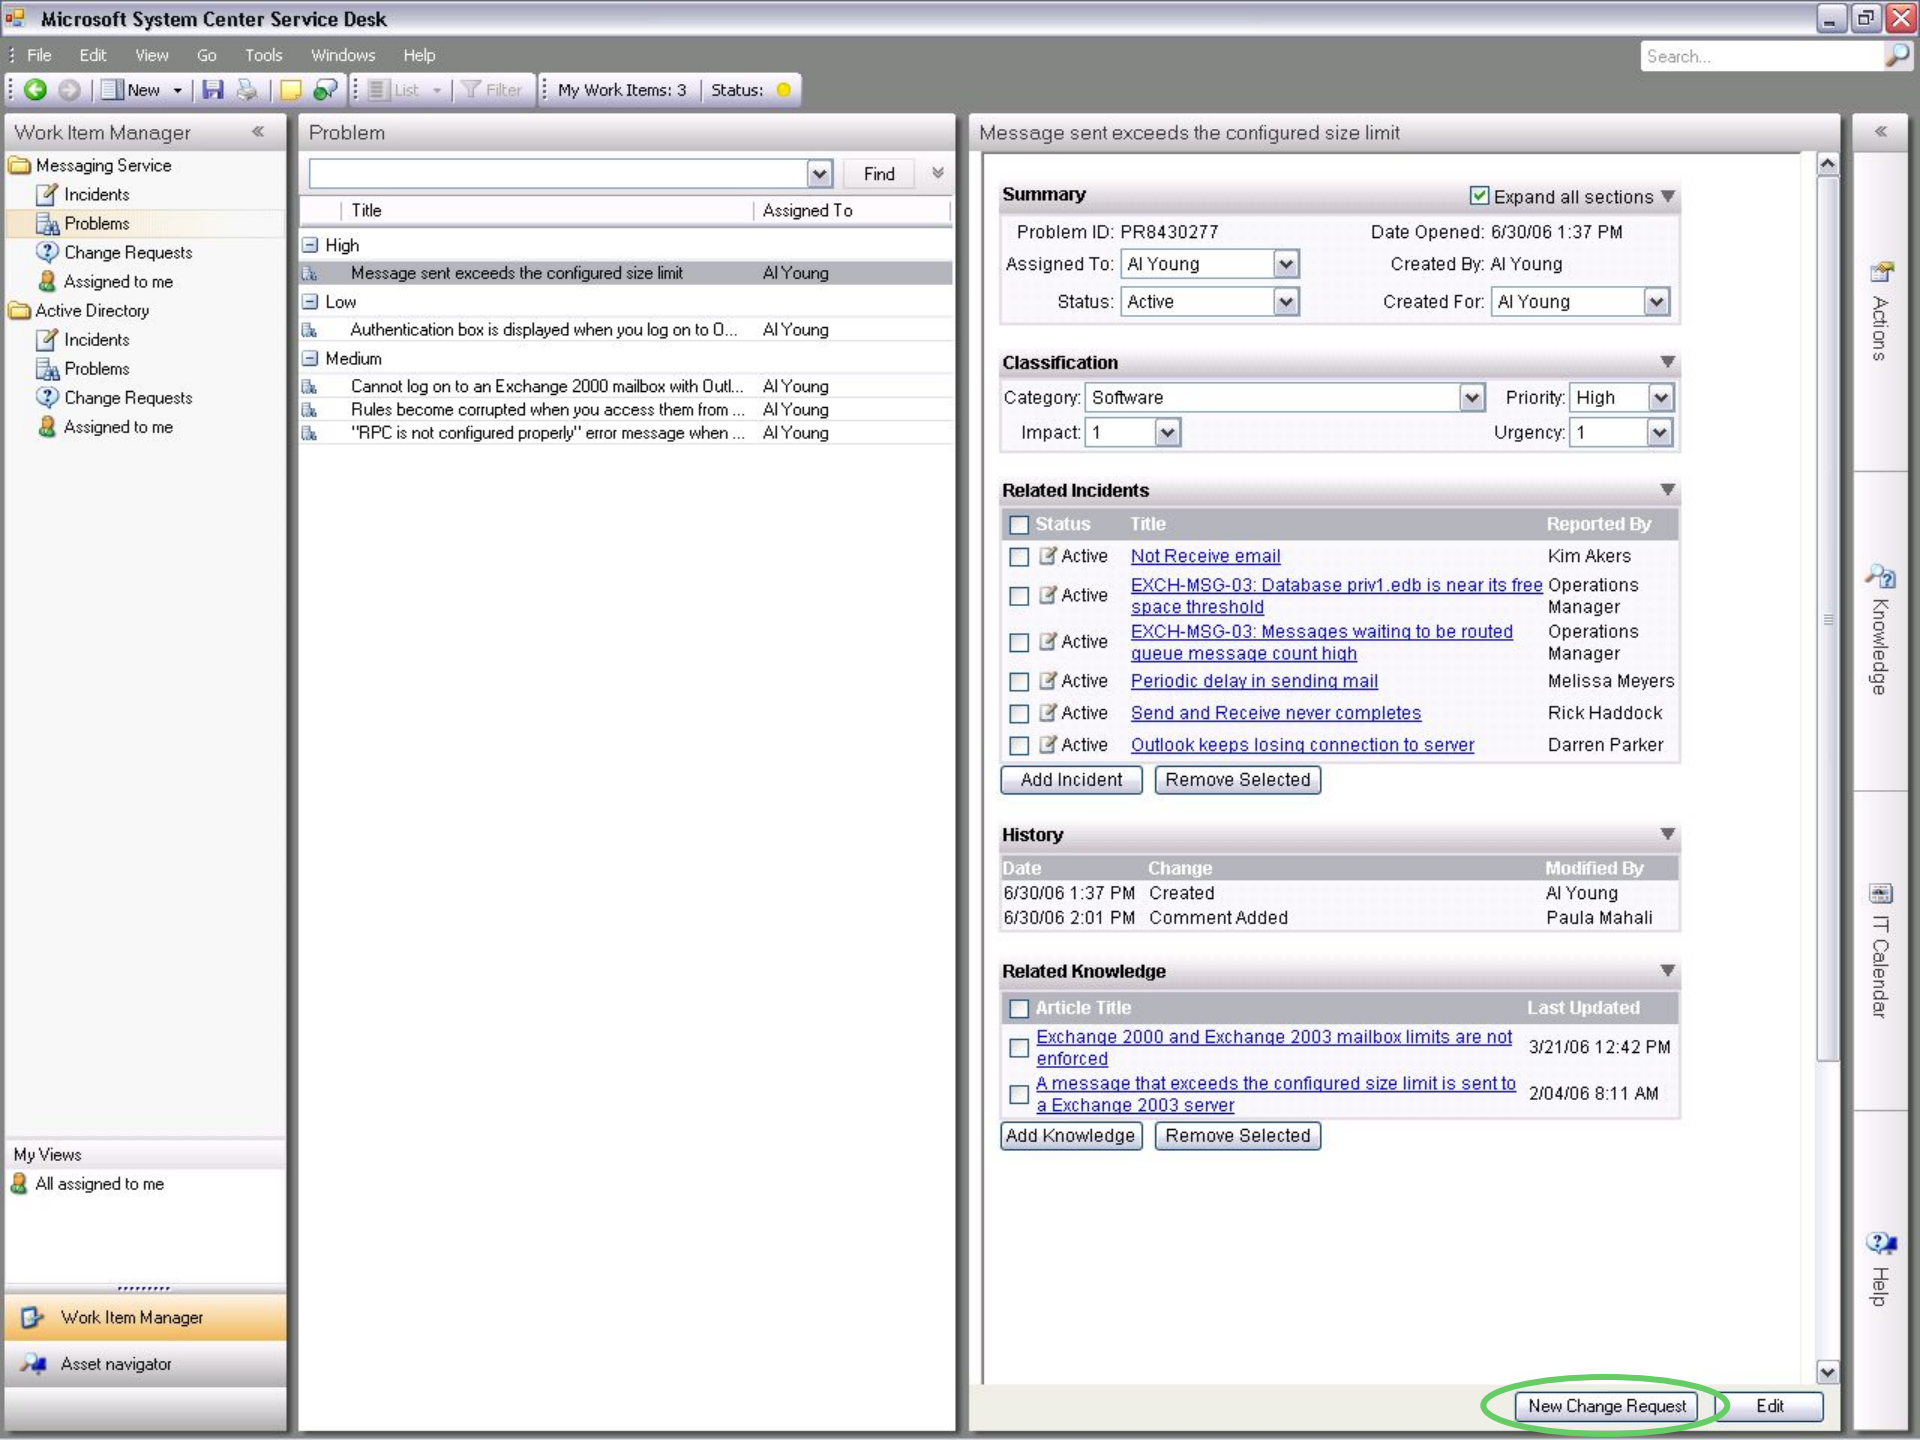 Microsoft System Center Service Desk
File Edit View Go Tools Windows Help
Search...
New List Filter My Work Items: 3 Status:
Work Item Manager
Messaging Service
Incidents
Problems
Change Requests
Assigned to me
Active Directory
Incidents
Problems
Change Requests
Assigned to me
My Views
All assigned to me
Work Item Manager
Asset navigator
Problem
Find
Title Assigned To
High
Message sent exceeds the configured size limit Al Young
Low
Authentication box is displayed when you log on to O... Al Young
Medium
Cannot log on to an Exchange 2000 mailbox with Outl... Al Young
Rules become corrupted when you access them from ... Al Young
"RPC is not configured properly" error message when ... Al Young
Message sent exceeds the configured size limit
Summary Expand all sections
Problem ID: PR8430277 Date Opened: 6/30/06 1:37 PM
Assigned To: Al Young Created By: Al Young
Status: Active Created For: Al Young
Classification
Category: Software Priority: High
Impact: 1 Urgency: 1
Related Incidents
Status Title Reported By
Active Not Receive email Kim Akers
Active EXCH-MSG-03: Database priv1.edb is near its free Operations
space threshold Manager
Active EXCH-MSG-03: Messages waiting to be routed Operations
queue message count high Manager
Active Periodic delay in sending mail Melissa Meyers
Active Send and Receive never completes Rick Haddock
Active Outlook keeps losing connection to server Darren Parker
Add Incident Remove Selected
History
Date Change Modified By
6/30/06 1:37 PM Created Al Young
6/30/06 2:01 PM Comment Added Paula Mahali
Related Knowledge
Article Title Last Updated
Exchange 2000 and Exchange 2003 mailbox limits are not
enforced 3/21/06 12:42 PM
A message that exceeds the configured size limit is sent to
a Exchange 2003 server 2/04/06 8:11 AM
Add Knowledge Remove Selected
New Change Request Edit
Actions
Knowledge
IT Calendar
Help